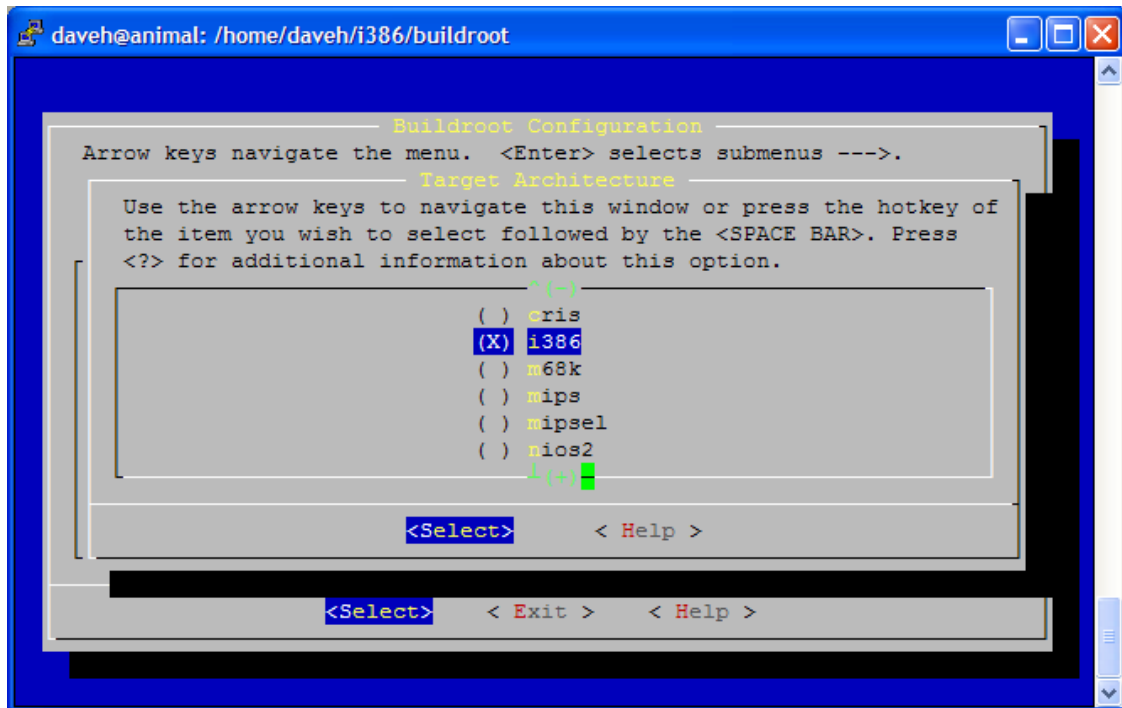 daveh@animal: /home/daveh/i386/buildroot
Buildroot Configuration
Arrow keys navigate the menu.  <Enter> selects submenus --->.
Target Architecture
Use the arrow keys to navigate this window or press the hotkey of
the item you wish to select followed by the <SPACE BAR>. Press
<?> for additional information about this option.
^(-)
( ) cris
(X) i386
( ) m68k
( ) mips
( ) mipsel
( ) nios2
┴(+)
<Select>      < Help >
<Select>    < Exit >    < Help >